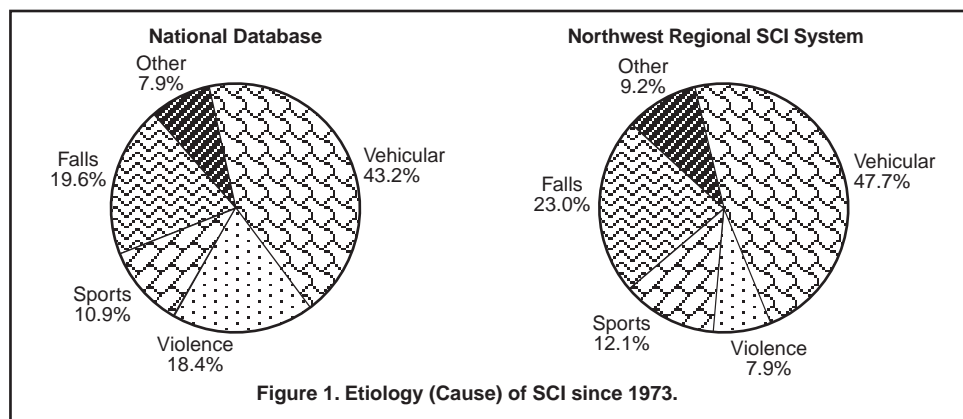 National Database
Other
7.9%
Falls
19.6%
Vehicular
43.2%
Sports
10.9%
Violence
18.4%
Northwest Regional SCI System
Other
9.2%
Falls
23.0%
Vehicular
47.7%
Sports
12.1%
Violence
7.9%
Figure 1. Etiology (Cause) of SCI since 1973.